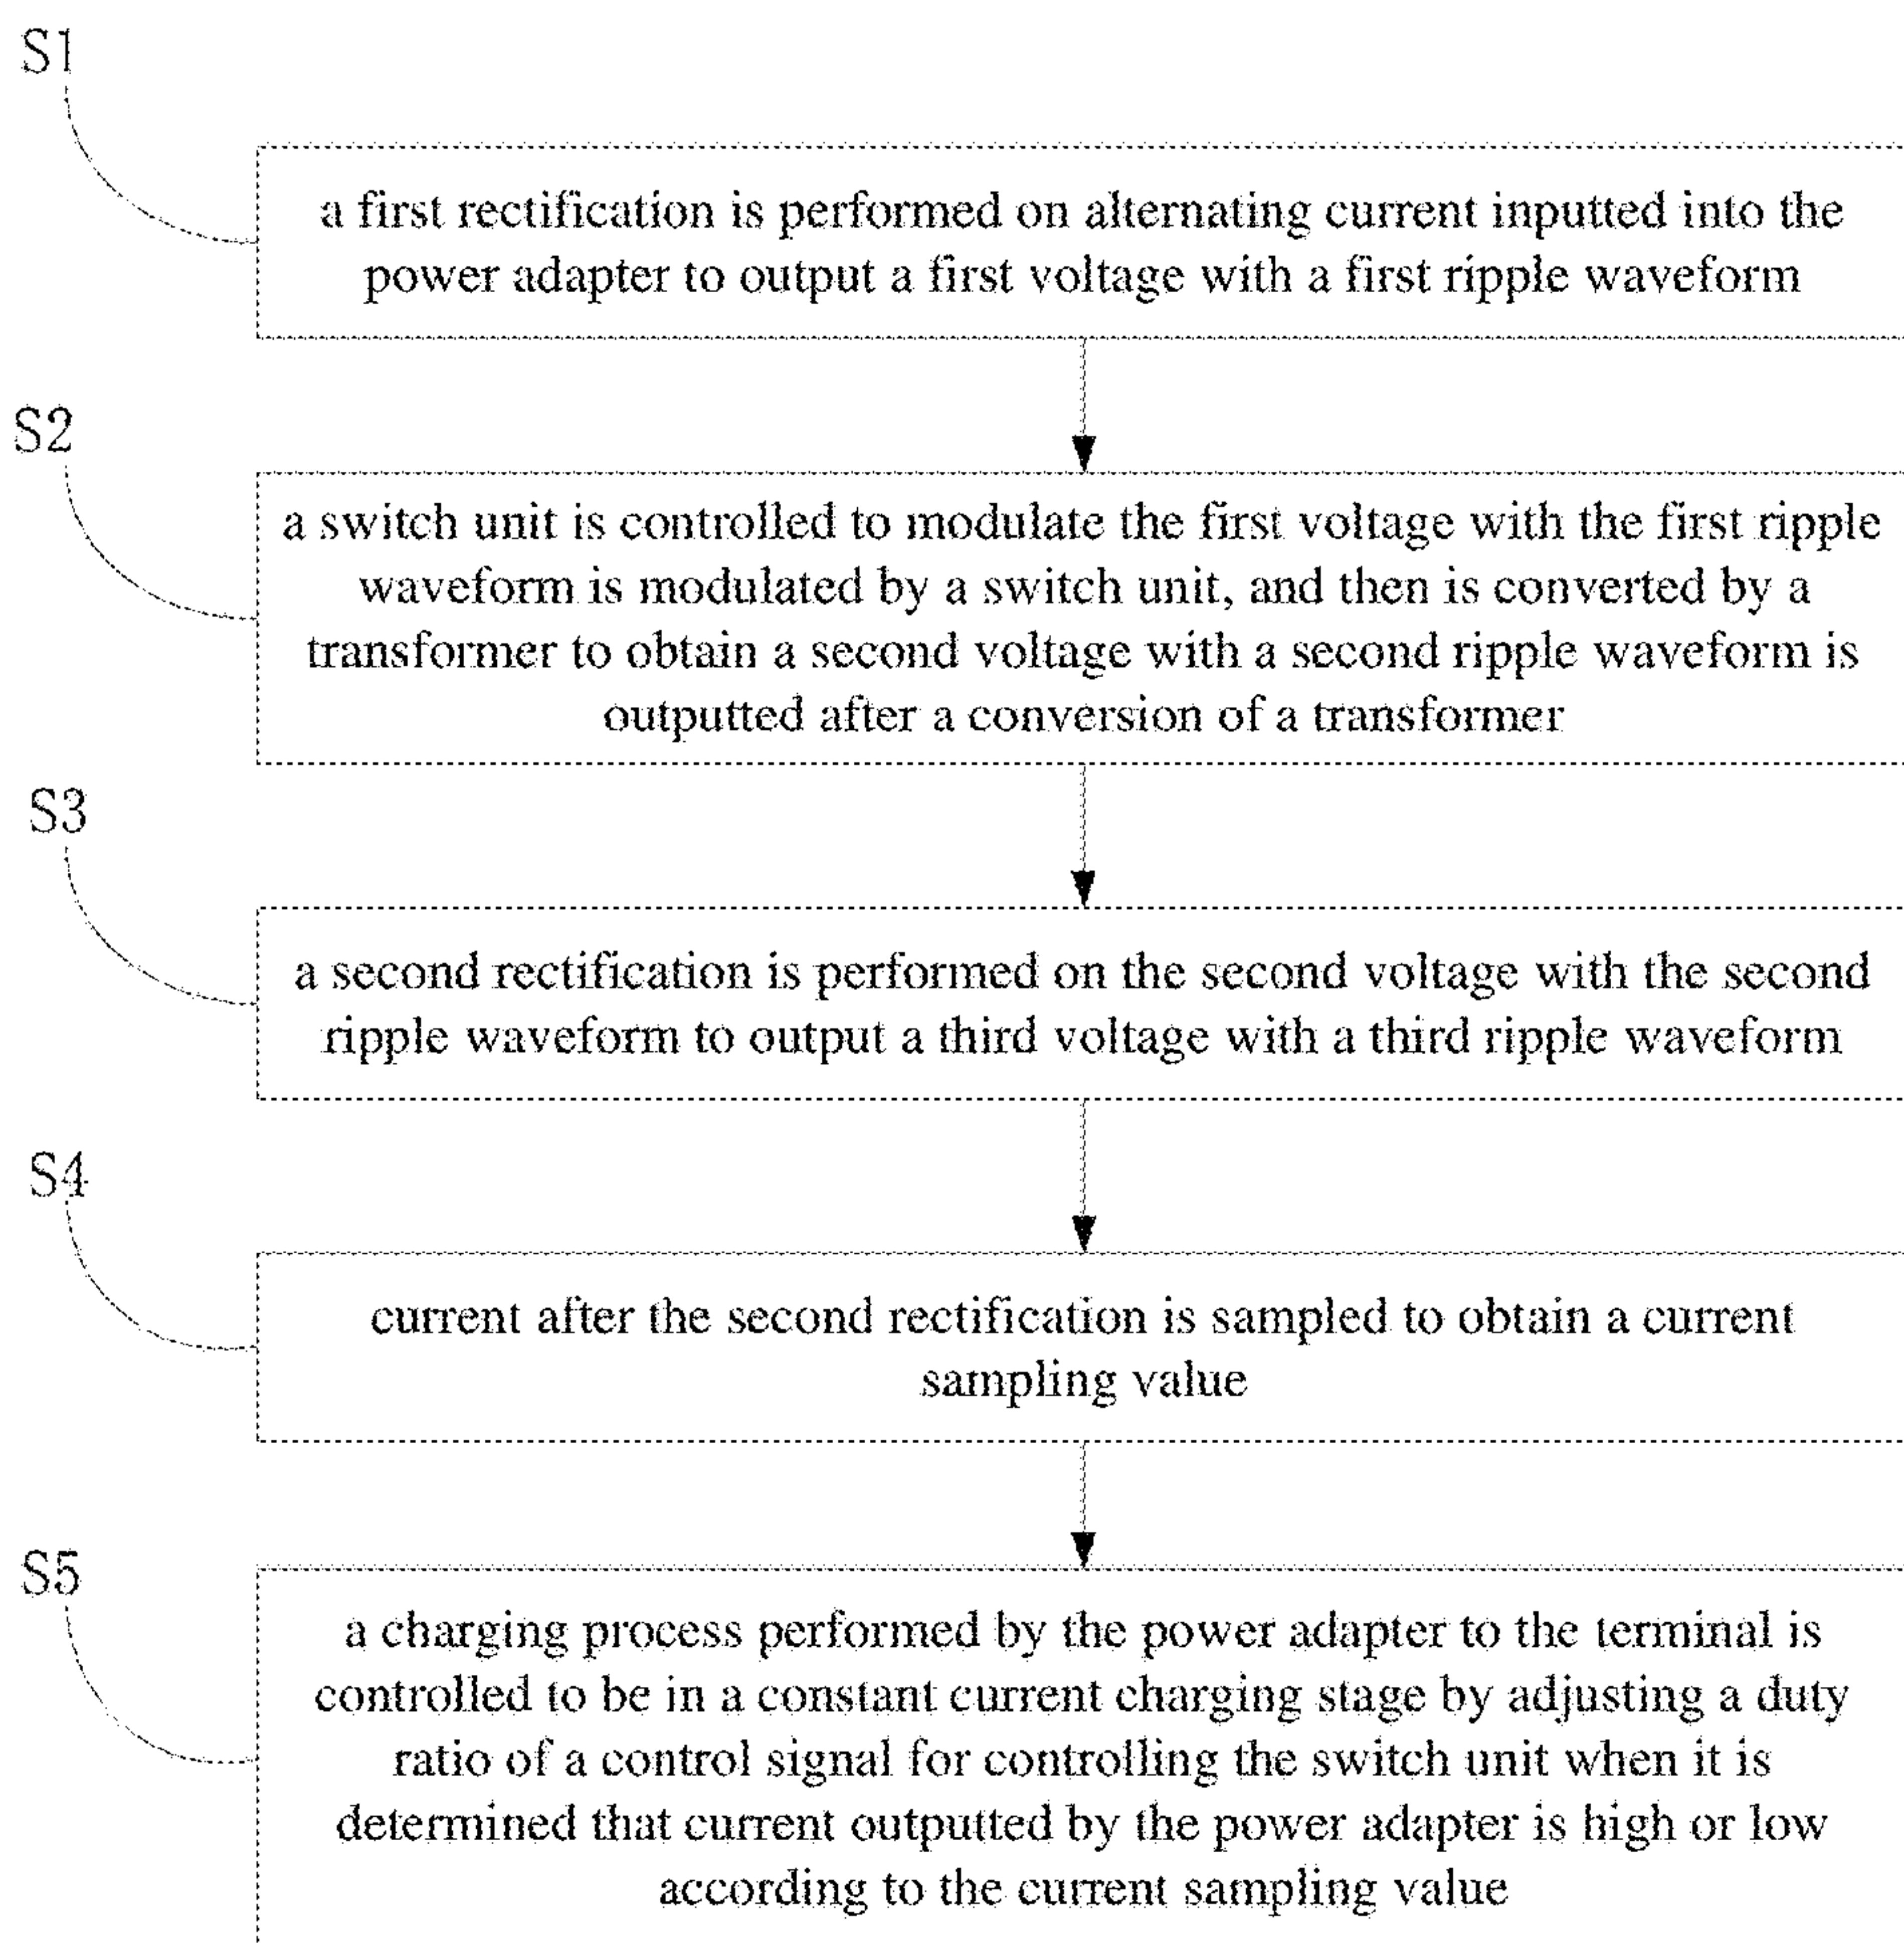 S1
a first rectification is performed on alternating current inputted into the
power adapter to output a first voltage with a first ripple waveform
S2
a switch unit is controlled to modulate the first voltage with the first ripple
waveform is modulated by a switch unit, and then is converted by a
transformer to obtain a second voltage with a second ripple waveform is
outputted after a conversion of a transformer
S3
a second rectification is performed on the second voltage with the second
ripple waveform to output a third voltage with a third ripple waveform
S4
current after the second rectification is sampled to obtain a current
sampling value
S5
a charging process performed by the power adapter to the terminal is
controlled to be in a constant current charging stage by adjusting a duty
ratio of a control signal for controlling the switch unit when it is
determined that current outputted by the power adapter is high or low
according to the current sampling value